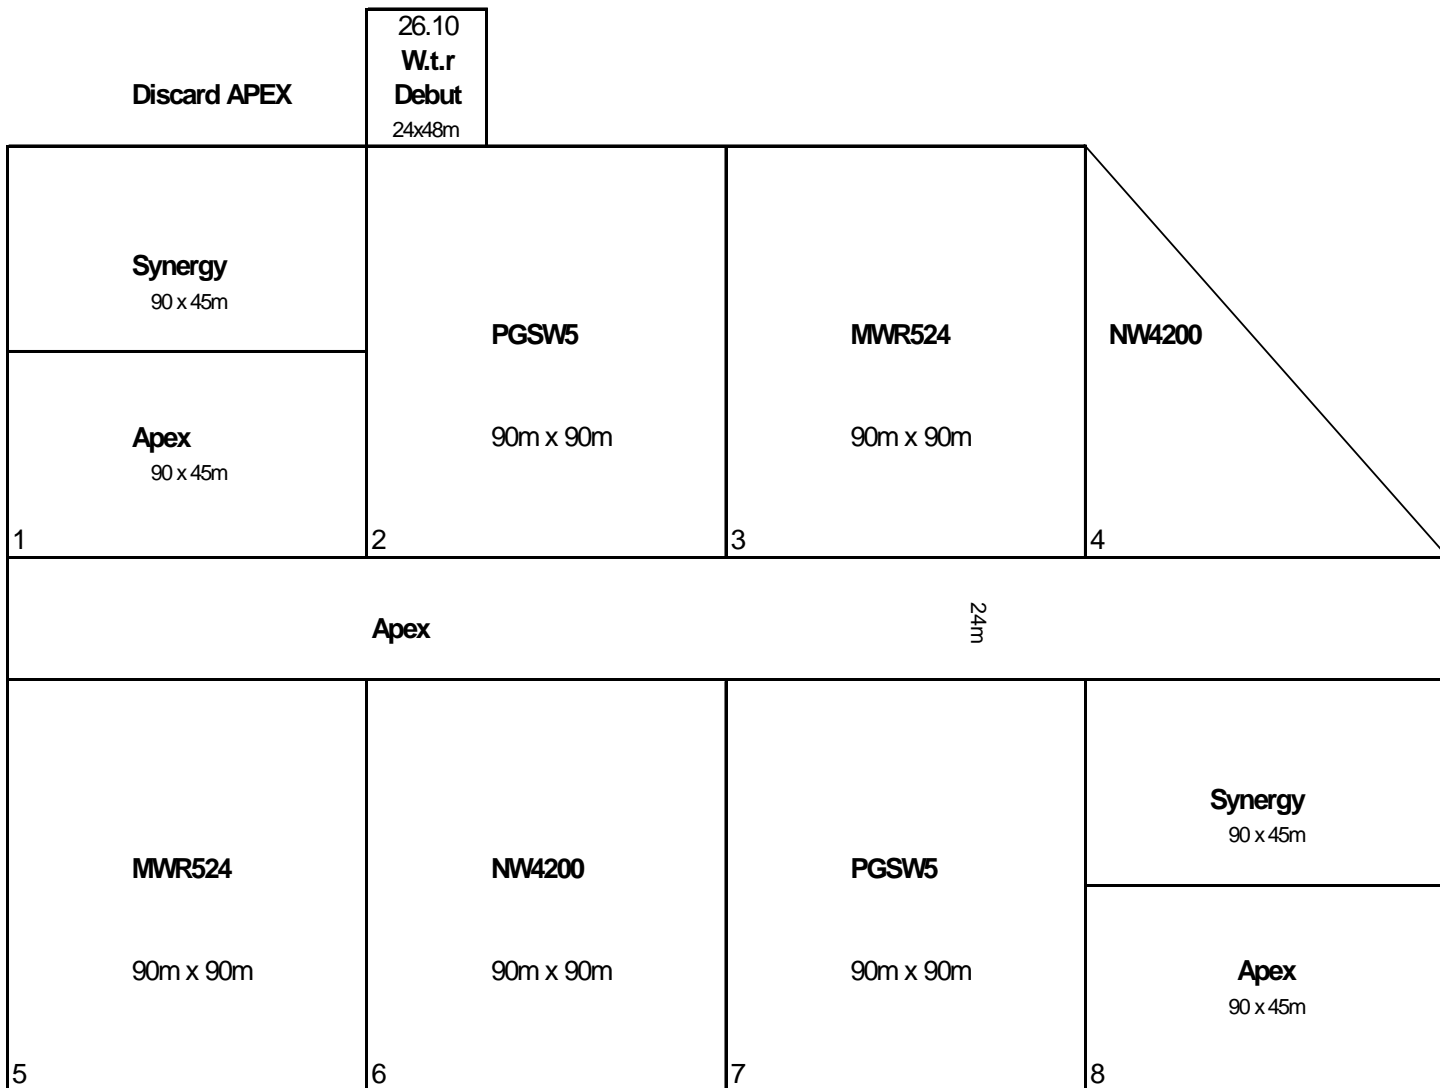 26.10
W.t.r
Debut
24x48m
Discard APEX
Synergy
90 x 45m
Apex
90 x 45m
1
PGSW5
90m x 90m
2
MWR524
90m x 90m
3
NW4200
4
Apex
24m
MWR524
90m x 90m
5
NW4200
90m x 90m
6
PGSW5
90m x 90m
7
Synergy
90 x 45m
Apex
90 x 45m
8